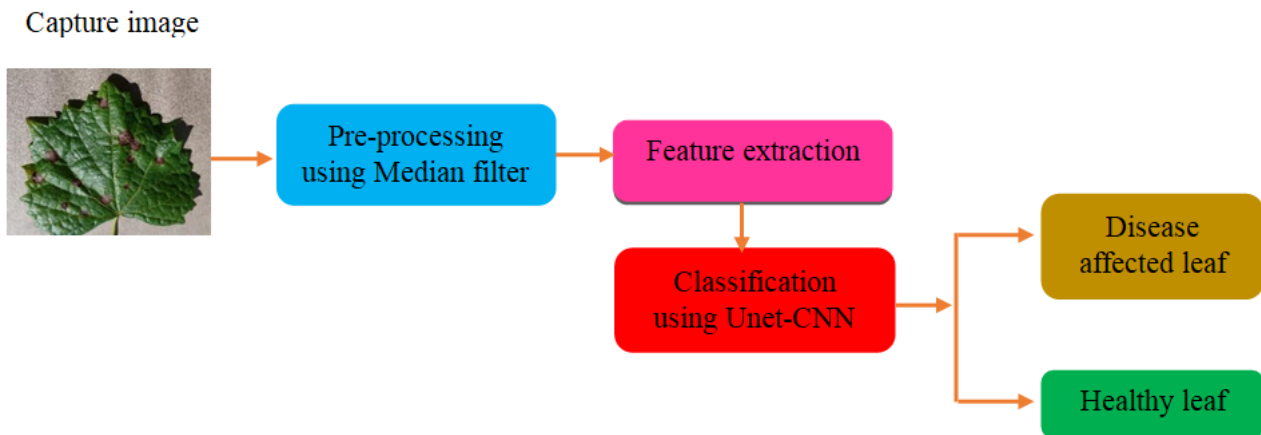 Capture image
Pre-processing
using Median filter
Feature extraction
Classification
using Unet-CNN
Disease
affected leaf
Healthy leaf